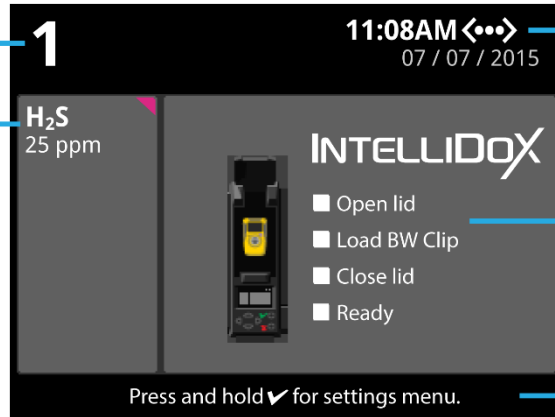 1
11:08AM
07 / 07 / 2015
H₂S
25 ppm
INTELLIDOX
Open lid
Load BW Clip
Close lid
Ready
Press and hold ✔ for settings menu.